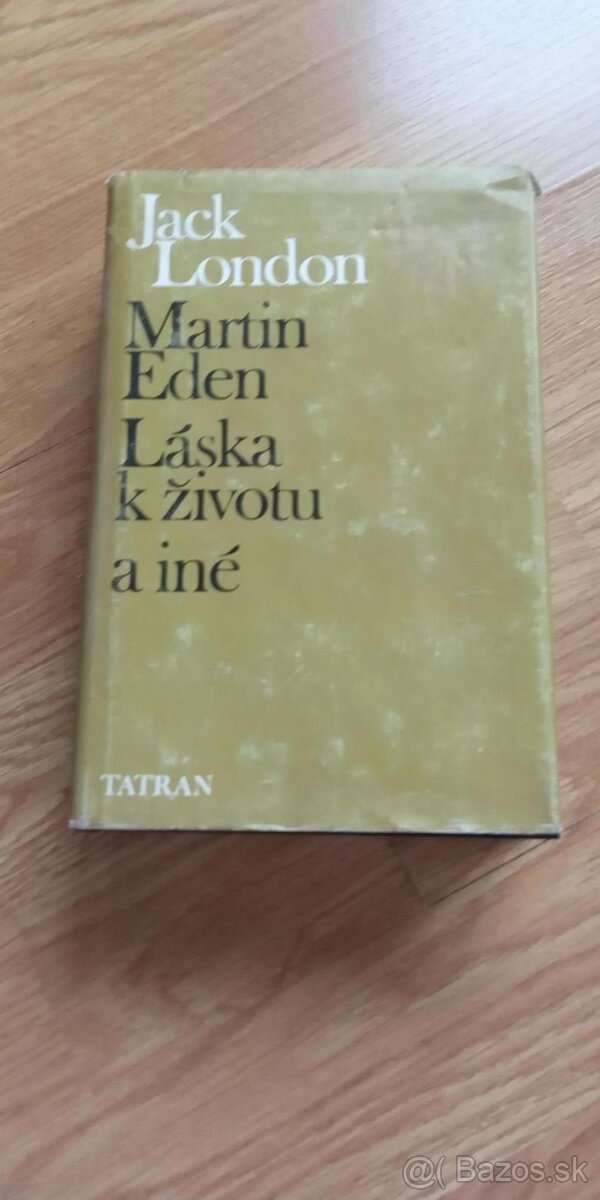 Jack
London
Martin
Eden
Láska
k životu
a iné
TATRAN
@( Bazos.sk